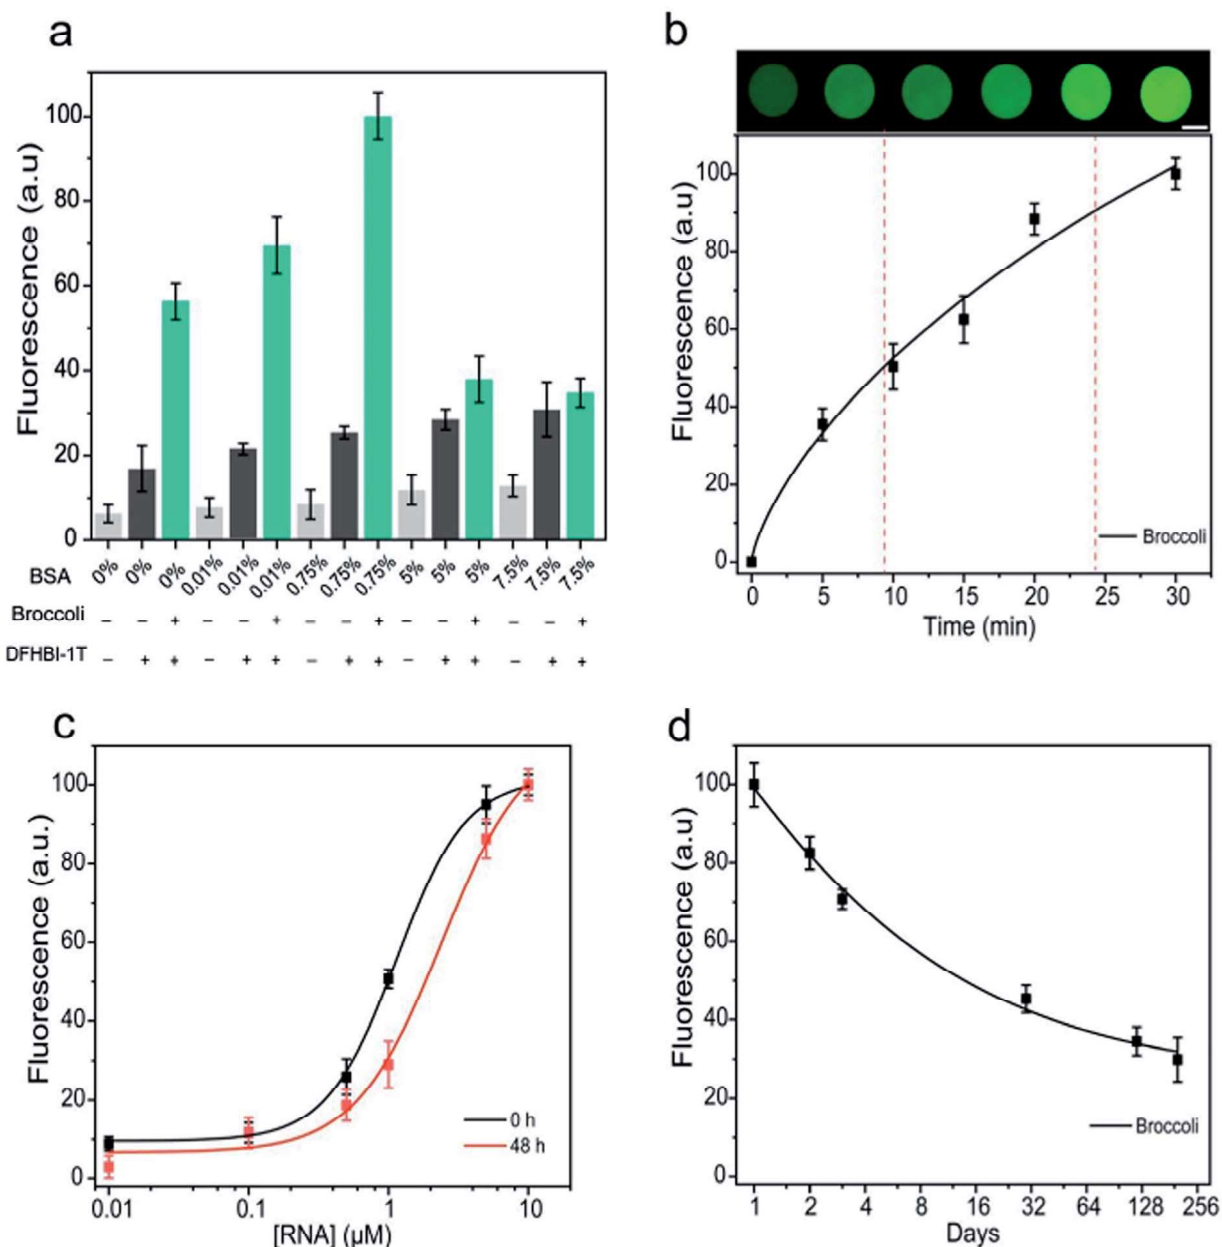 a
Fluorescence (a.u)
100
80
60
40
20
0
BSA 0% 0% 0% 0.01% 0.01% 0.01% 0.75% 0.75% 0.75% 5% 5% 5% 7.5% 7.5% 7.5%
Broccoli – – + – – + – – + – – + – – +
DFHBI-1T – + + – + + – + + – + + – + +
b
Fluorescence (a.u)
100
80
60
40
20
0
Broccoli
0 5 10 15 20 25 30
Time (min)
c
Fluorescence (a.u.)
100
80
60
40
20
0
0 h
48 h
0.01 0.1 1 10
[RNA] (µM)
d
Fluorescence (a.u)
100
80
60
40
20
0
Broccoli
1 2 4 8 16 32 64 128 256
Days